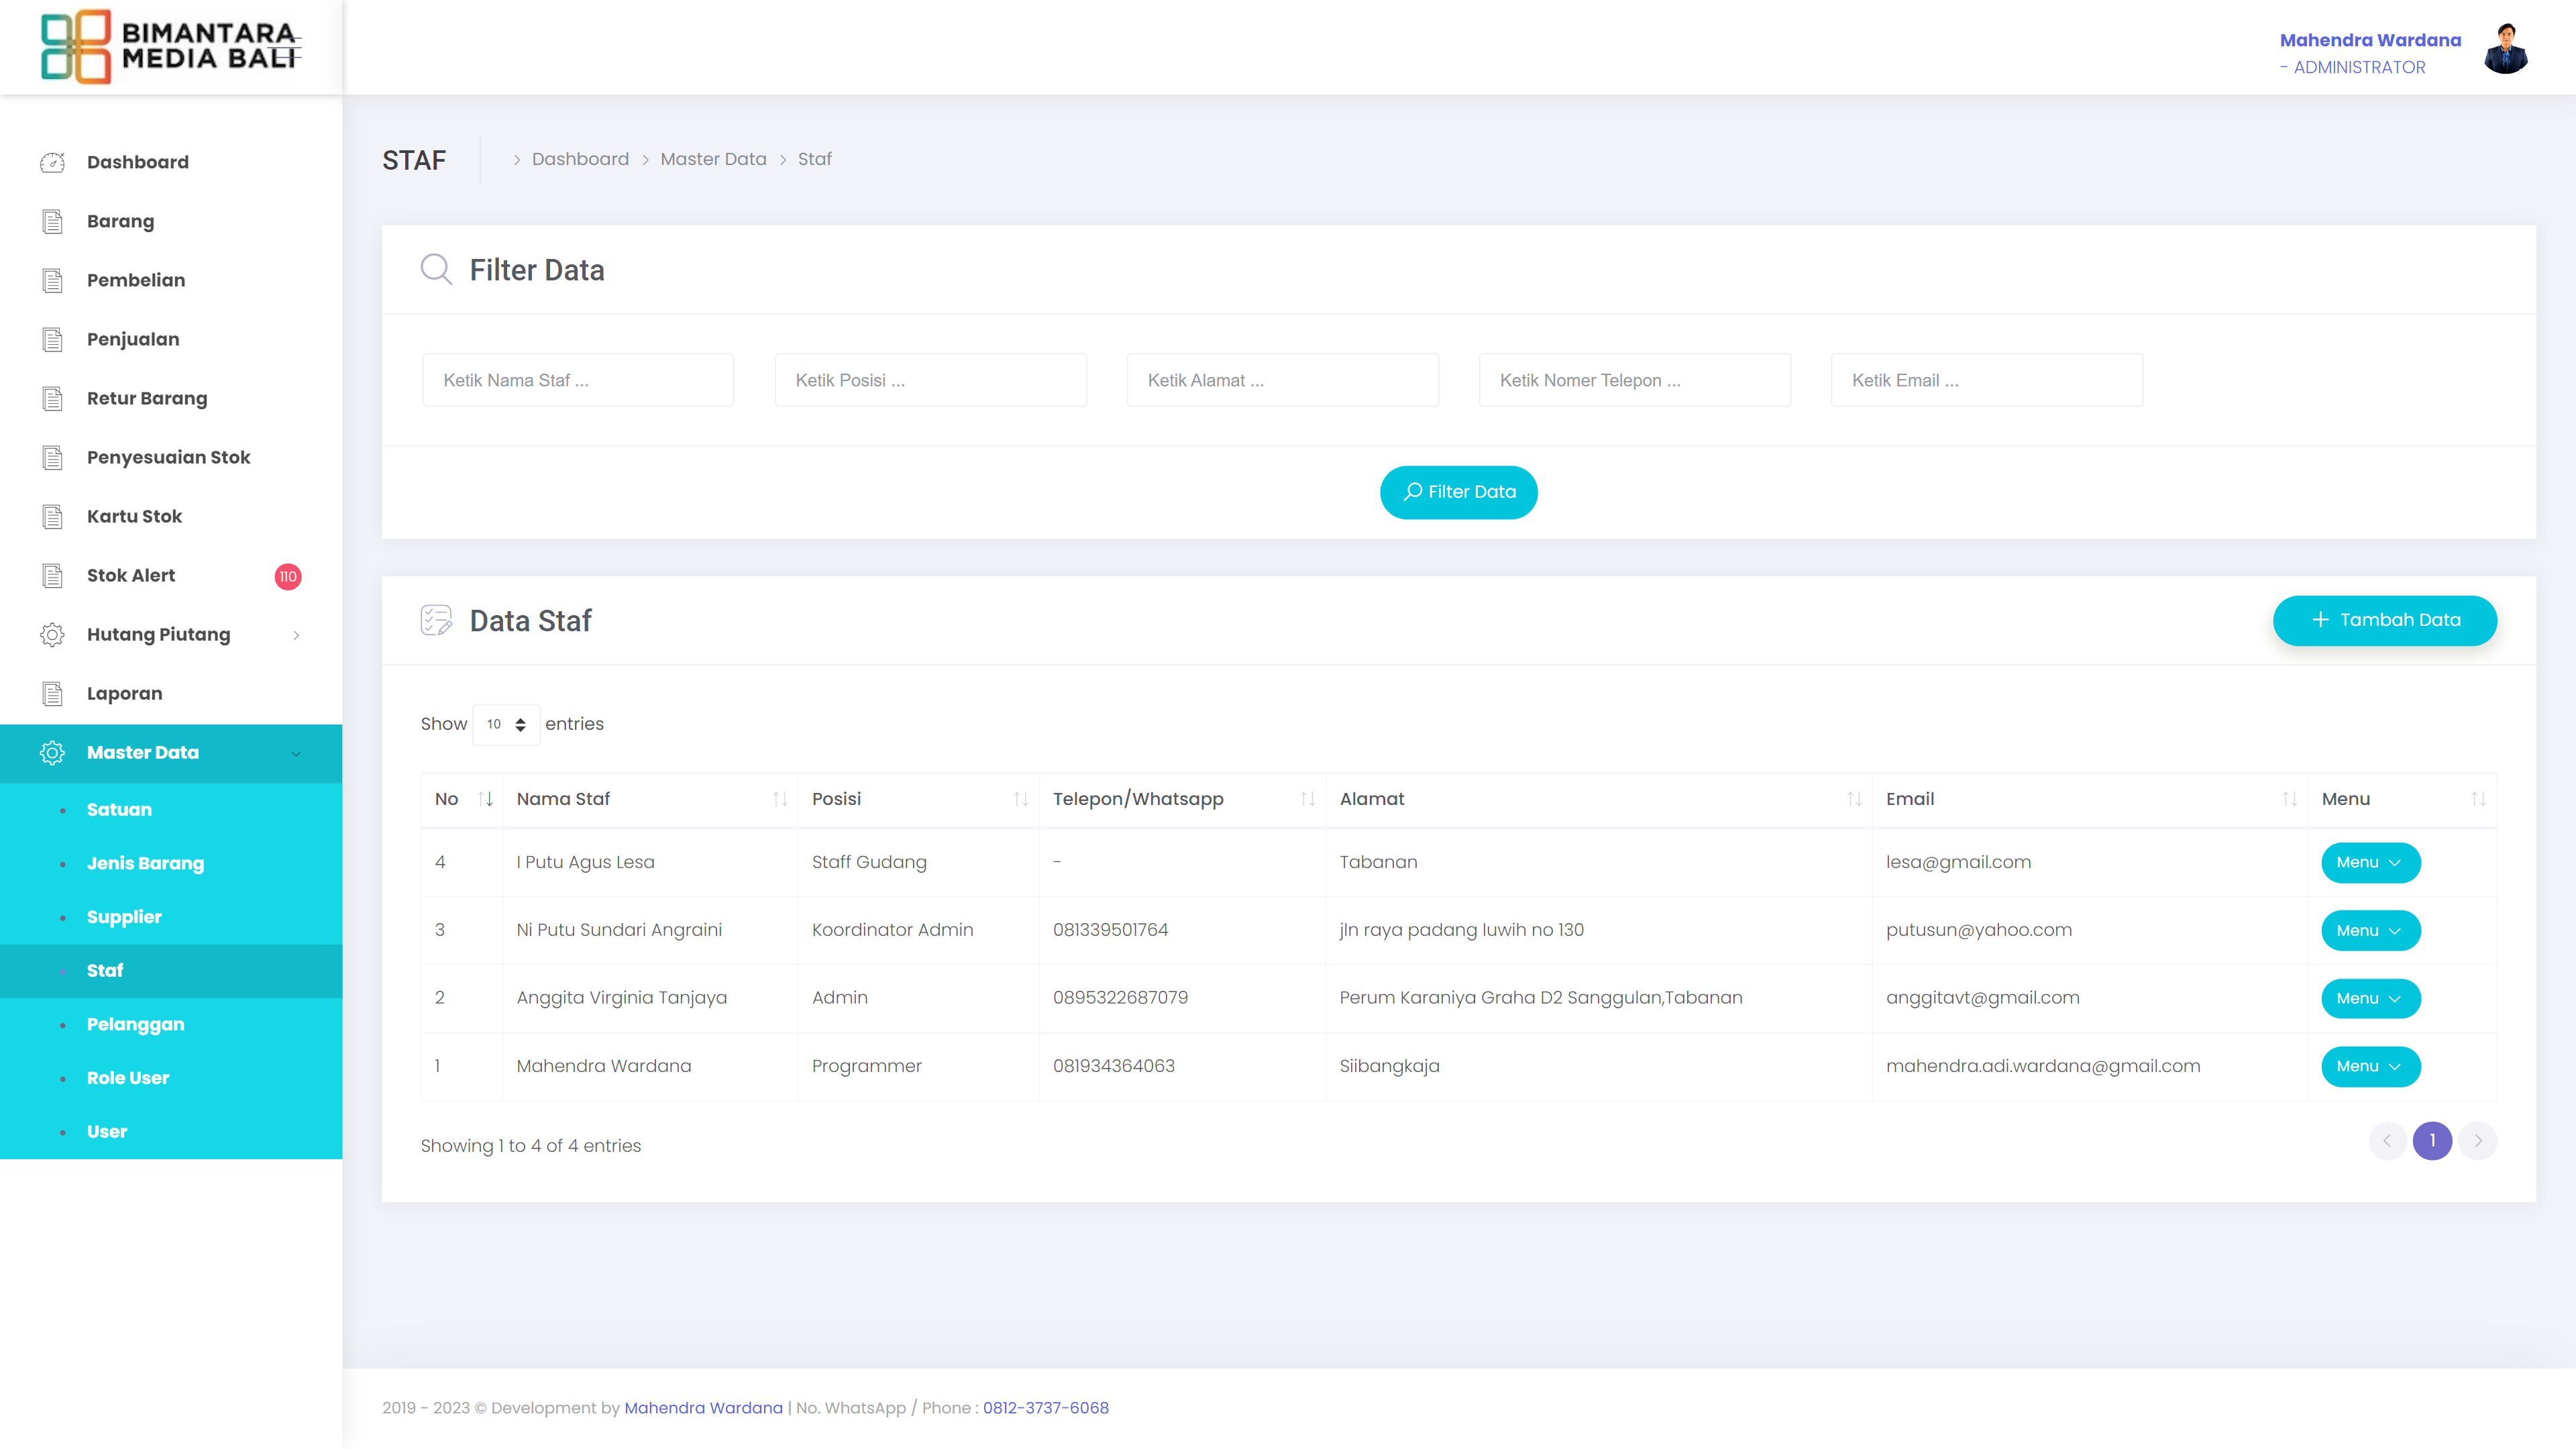 BIMANTARA
MEDIA BALI
Mahendra Wardana
- ADMINISTRATOR
Dashboard
Barang
Pembelian
Penjualan
Retur Barang
Penyesuaian Stok
Kartu Stok
Stok Alert 110
Hutang Piutang
Laporan
Master Data
Satuan
Jenis Barang
Supplier
Staf
Pelanggan
Role User
User
STAF > Dashboard > Master Data > Staf
Filter Data
Ketik Nama Staf ... Ketik Posisi ... Ketik Alamat ... Ketik Nomer Telepon ... Ketik Email ...
Filter Data
Data Staf + Tambah Data
Show 10 entries
No Nama Staf Posisi Telepon/Whatsapp Alamat Email Menu
4 I Putu Agus Lesa Staff Gudang - Tabanan lesa@gmail.com Menu
3 Ni Putu Sundari Angraini Koordinator Admin 081339501764 jln raya padang luwih no 130 putusun@yahoo.com Menu
2 Anggita Virginia Tanjaya Admin 0895322687079 Perum Karaniya Graha D2 Sanggulan,Tabanan anggitavt@gmail.com Menu
1 Mahendra Wardana Programmer 081934364063 Siibangkaja mahendra.adi.wardana@gmail.com Menu
Showing 1 to 4 of 4 entries 1
2019 - 2023 © Development by Mahendra Wardana | No. WhatsApp / Phone : 0812-3737-6068